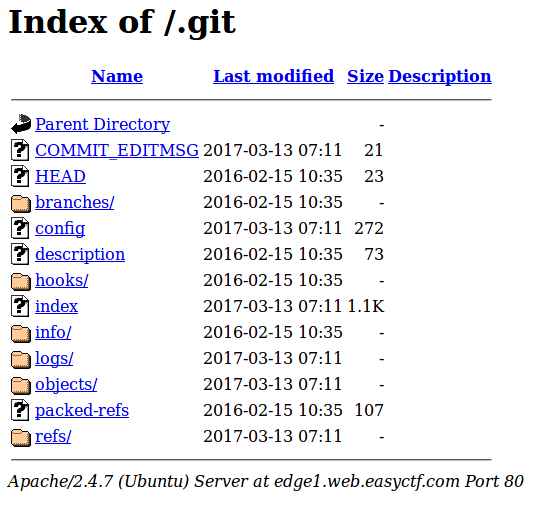 Index of /.git
Name Last modified Size Description
Parent Directory -
COMMIT_EDITMSG 2017-03-13 07:11 21
HEAD 2016-02-15 10:35 23
branches/ 2016-02-15 10:35 -
config 2017-03-13 07:11 272
description 2016-02-15 10:35 73
hooks/ 2016-02-15 10:35 -
index 2017-03-13 07:11 1.1K
info/ 2016-02-15 10:35 -
logs/ 2017-03-13 07:11 -
objects/ 2017-03-13 07:11 -
packed-refs 2016-02-15 10:35 107
refs/ 2017-03-13 07:11 -
Apache/2.4.7 (Ubuntu) Server at edge1.web.easyctf.com Port 80